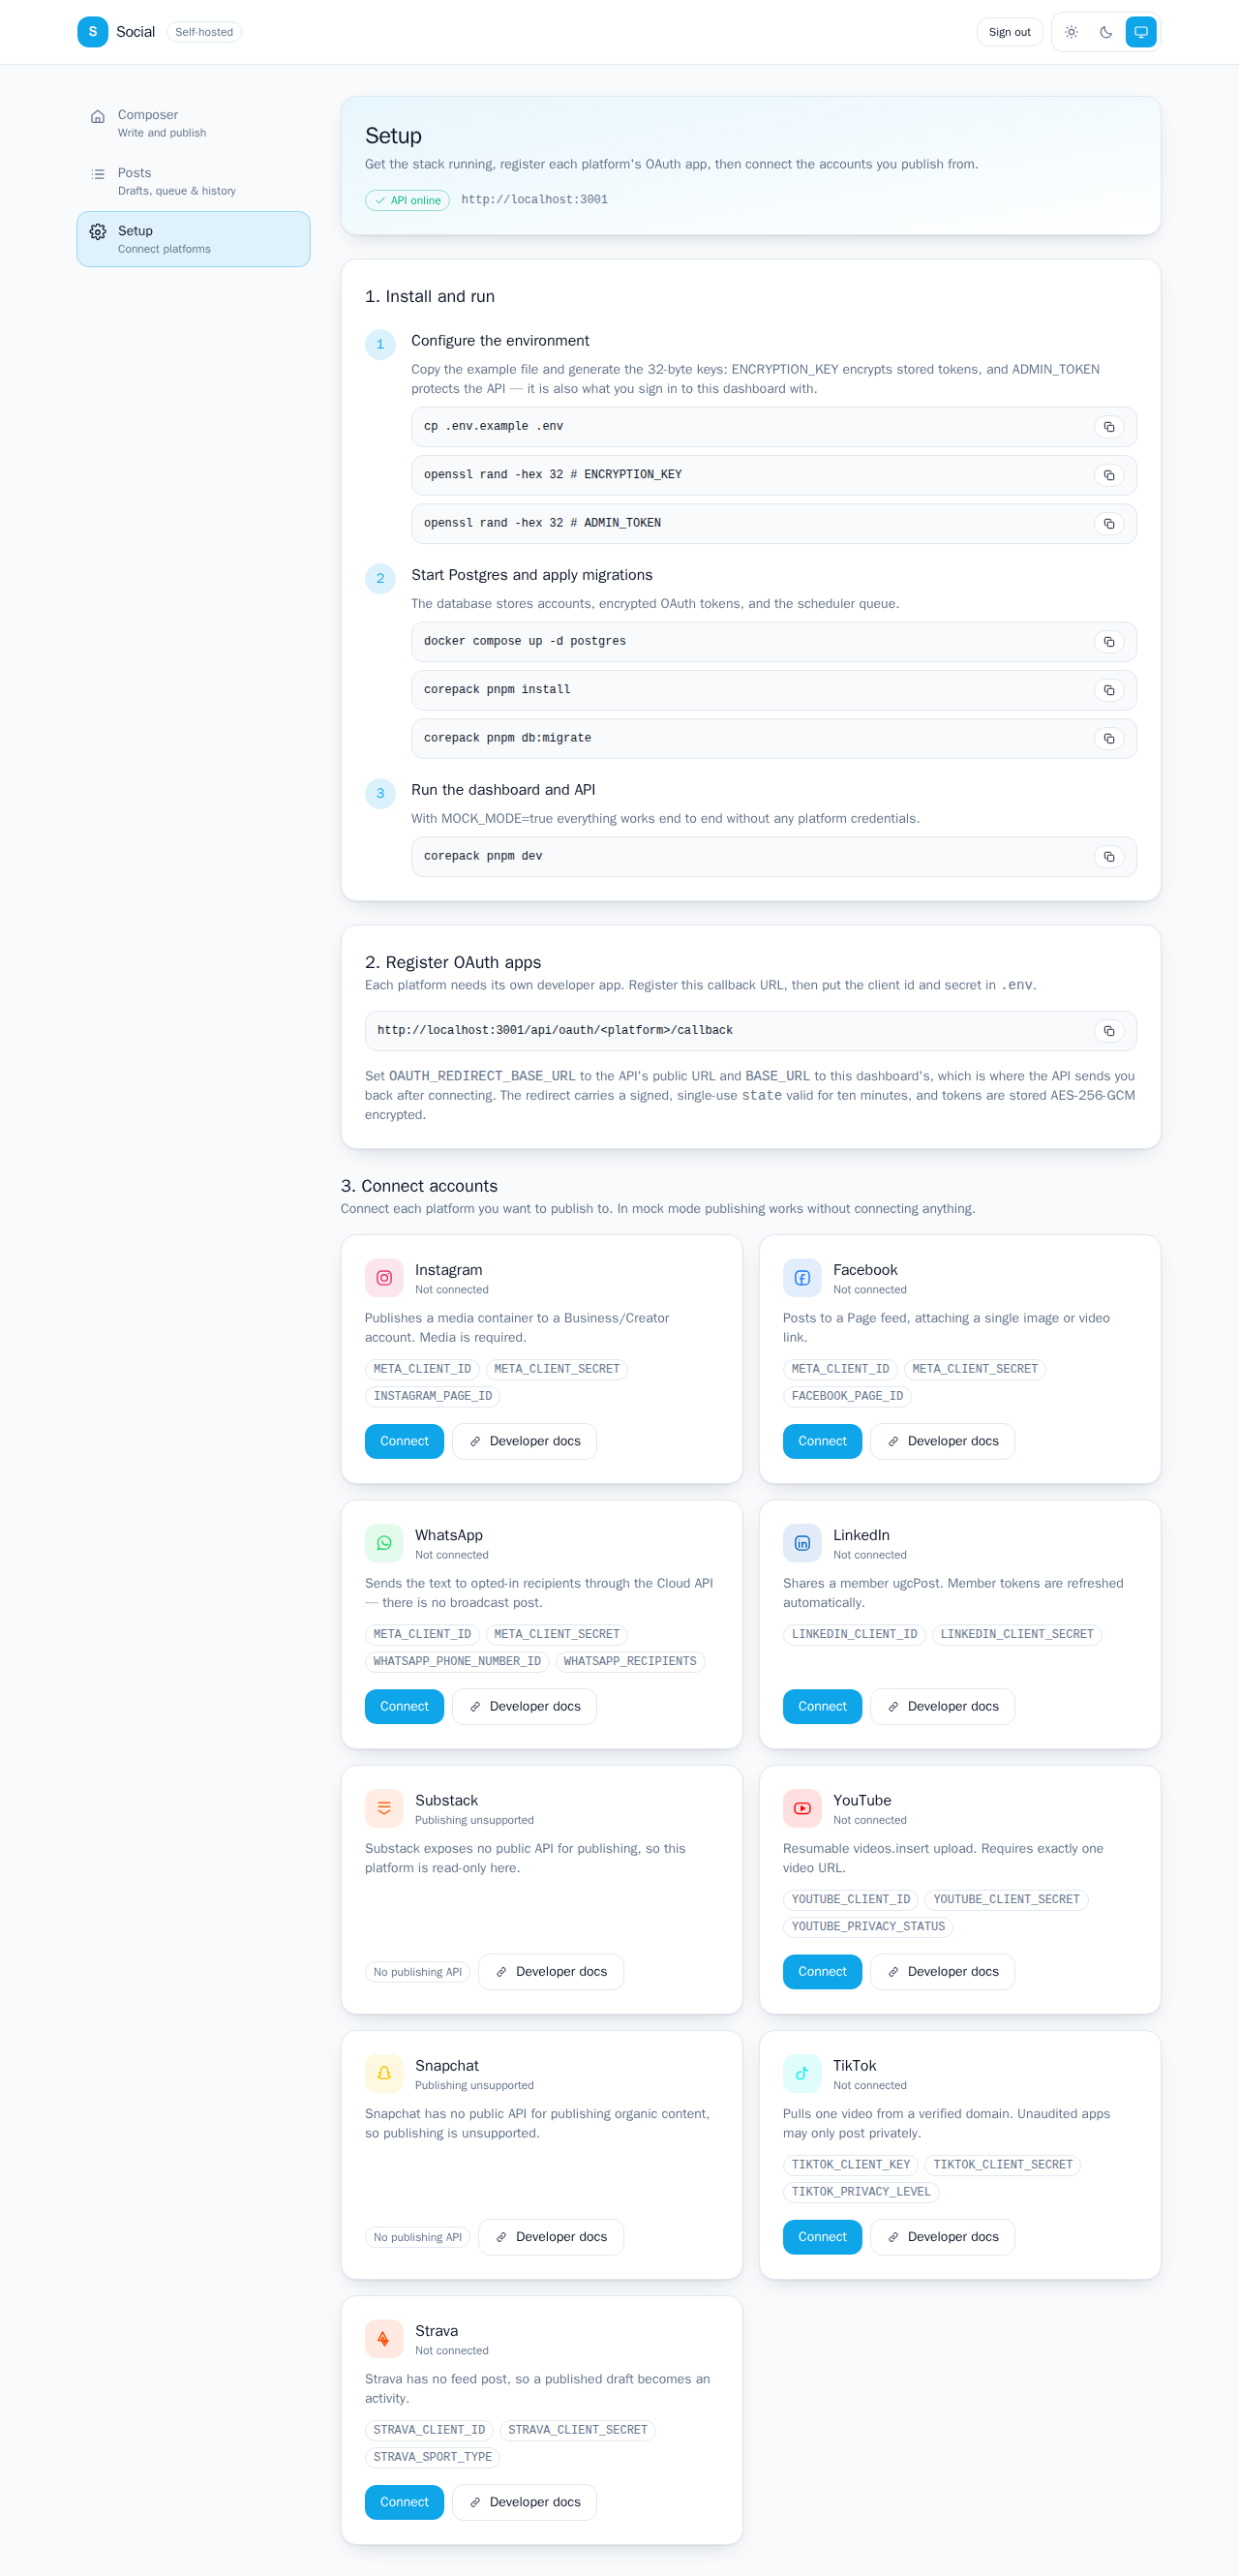 S Social Self-hosted
Sign out
Composer
Write and publish
Posts
Drafts, queue & history
Setup
Connect platforms
Setup
Get the stack running, register each platform's OAuth app, then connect the accounts you publish from.
API online http://localhost:3001
1. Install and run
1 Configure the environment
Copy the example file and generate the 32-byte keys: ENCRYPTION_KEY encrypts stored tokens, and ADMIN_TOKEN
protects the API — it is also what you sign in to this dashboard with.
cp .env.example .env
openssl rand -hex 32 # ENCRYPTION_KEY
openssl rand -hex 32 # ADMIN_TOKEN
2 Start Postgres and apply migrations
The database stores accounts, encrypted OAuth tokens, and the scheduler queue.
docker compose up -d postgres
corepack pnpm install
corepack pnpm db:migrate
3 Run the dashboard and API
With MOCK_MODE=true everything works end to end without any platform credentials.
corepack pnpm dev
2. Register OAuth apps
Each platform needs its own developer app. Register this callback URL, then put the client id and secret in .env.
http://localhost:3001/api/oauth/<platform>/callback
Set OAUTH_REDIRECT_BASE_URL to the API's public URL and BASE_URL to this dashboard's, which is where the API sends you
back after connecting. The redirect carries a signed, single-use state valid for ten minutes, and tokens are stored AES-256-GCM
encrypted.
3. Connect accounts
Connect each platform you want to publish to. In mock mode publishing works without connecting anything.
Instagram
Not connected
Publishes a media container to a Business/Creator
account. Media is required.
META_CLIENT_ID META_CLIENT_SECRET
INSTAGRAM_PAGE_ID
Connect Developer docs
Facebook
Not connected
Posts to a Page feed, attaching a single image or video
link.
META_CLIENT_ID META_CLIENT_SECRET
FACEBOOK_PAGE_ID
Connect Developer docs
WhatsApp
Not connected
Sends the text to opted-in recipients through the Cloud API
— there is no broadcast post.
META_CLIENT_ID META_CLIENT_SECRET
WHATSAPP_PHONE_NUMBER_ID WHATSAPP_RECIPIENTS
Connect Developer docs
LinkedIn
Not connected
Shares a member ugcPost. Member tokens are refreshed
automatically.
LINKEDIN_CLIENT_ID LINKEDIN_CLIENT_SECRET
Connect Developer docs
Substack
Publishing unsupported
Substack exposes no public API for publishing, so this
platform is read-only here.
No publishing API Developer docs
YouTube
Not connected
Resumable videos.insert upload. Requires exactly one
video URL.
YOUTUBE_CLIENT_ID YOUTUBE_CLIENT_SECRET
YOUTUBE_PRIVACY_STATUS
Connect Developer docs
Snapchat
Publishing unsupported
Snapchat has no public API for publishing organic content,
so publishing is unsupported.
No publishing API Developer docs
TikTok
Not connected
Pulls one video from a verified domain. Unaudited apps
may only post privately.
TIKTOK_CLIENT_KEY TIKTOK_CLIENT_SECRET
TIKTOK_PRIVACY_LEVEL
Connect Developer docs
Strava
Not connected
Strava has no feed post, so a published draft becomes an
activity.
STRAVA_CLIENT_ID STRAVA_CLIENT_SECRET
STRAVA_SPORT_TYPE
Connect Developer docs